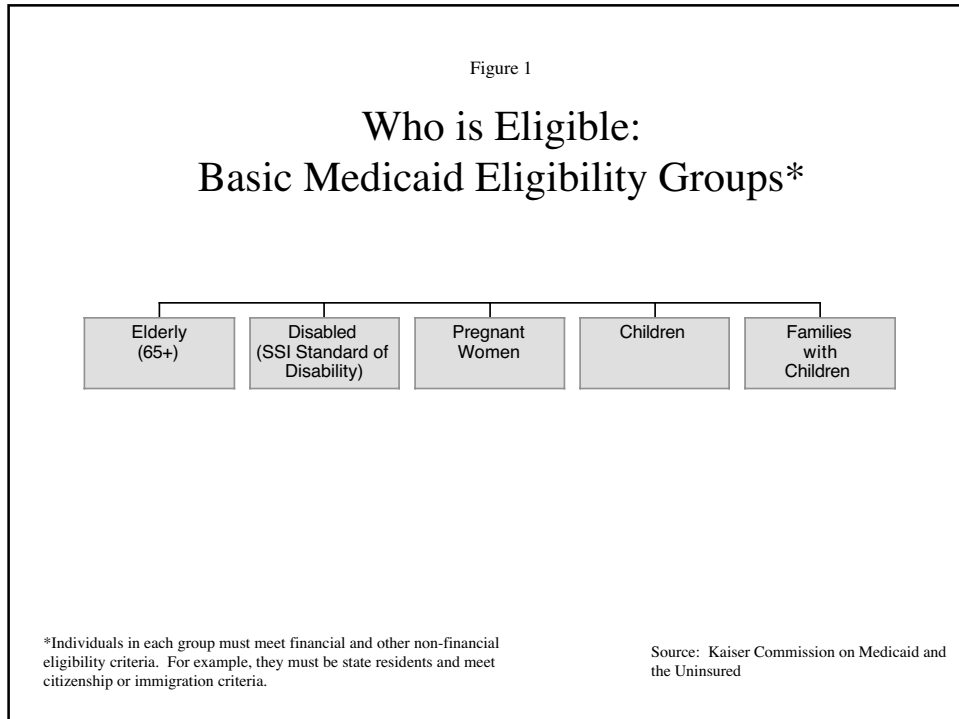 Figure 1
Who is Eligible:
Basic Medicaid Eligibility Groups*
Elderly
(65+)
Disabled
(SSI Standard of
Disability)
Pregnant
Women
Children
Families
with
Children
*Individuals in each group must meet financial and other non-financial
eligibility criteria.  For example, they must be state residents and meet
citizenship or immigration criteria.
Source:  Kaiser Commission on Medicaid and
the Uninsured